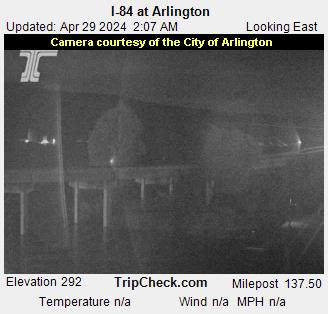 I-84 at Arlington
Updated: Apr 29 2024  2:07 AM Looking East
Camera courtesy of the City of Arlington
Elevation 292 TripCheck.com Milepost 137.50
Temperature n/a Wind n/a MPH n/a